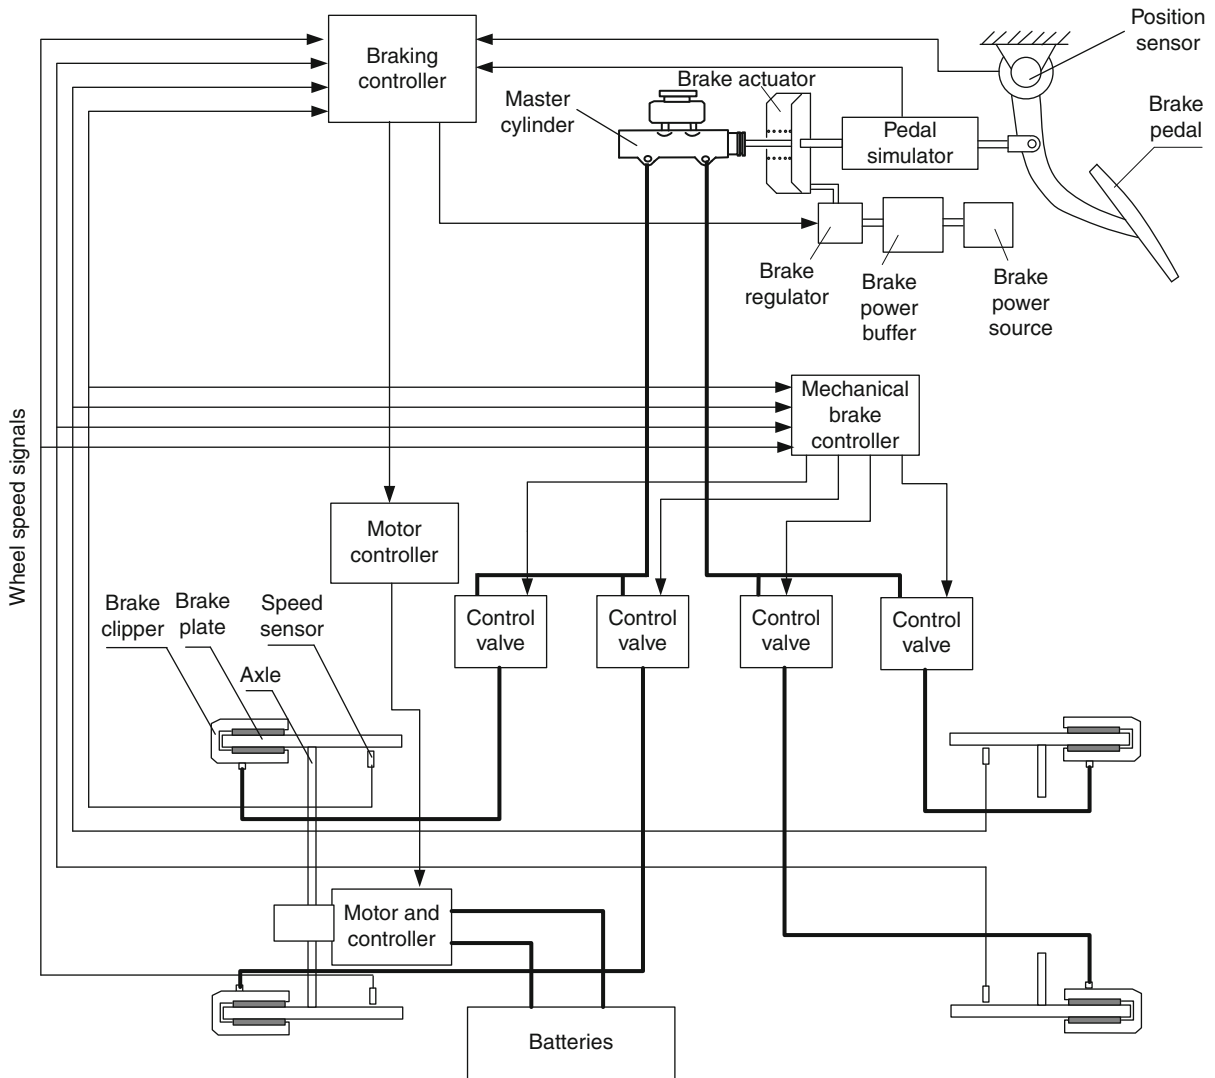 Position
sensor
Braking
controller
Brake actuator
Master
cylinder
Brake
pedal
Pedal
simulator
Brake
regulator
Brake
power
buffer
Brake
power
source
Mechanical
brake
controller
Wheel speed signals
Motor
controller
Brake
clipper
Brake
plate
Speed
sensor
Axle
Control
valve
Control
valve
Control
valve
Control
valve
Motor and
controller
Batteries